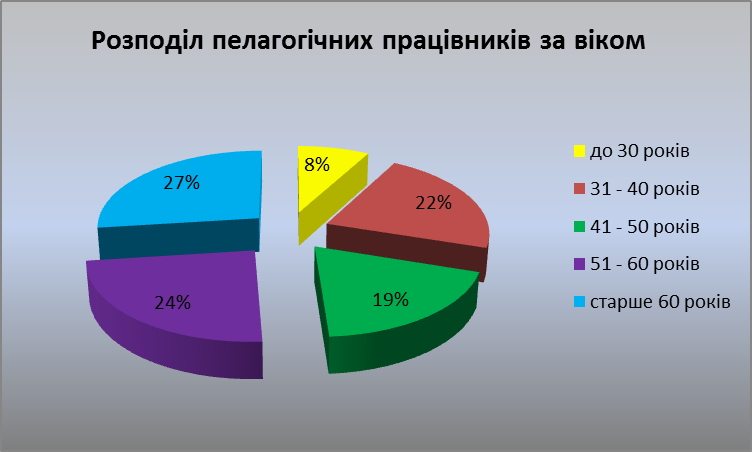 Розподіл пелагогічних працівників за віком
8%
22%
19%
24%
27%
до 30 років
31 - 40 років
41 - 50 років
51 - 60 років
старше 60 років